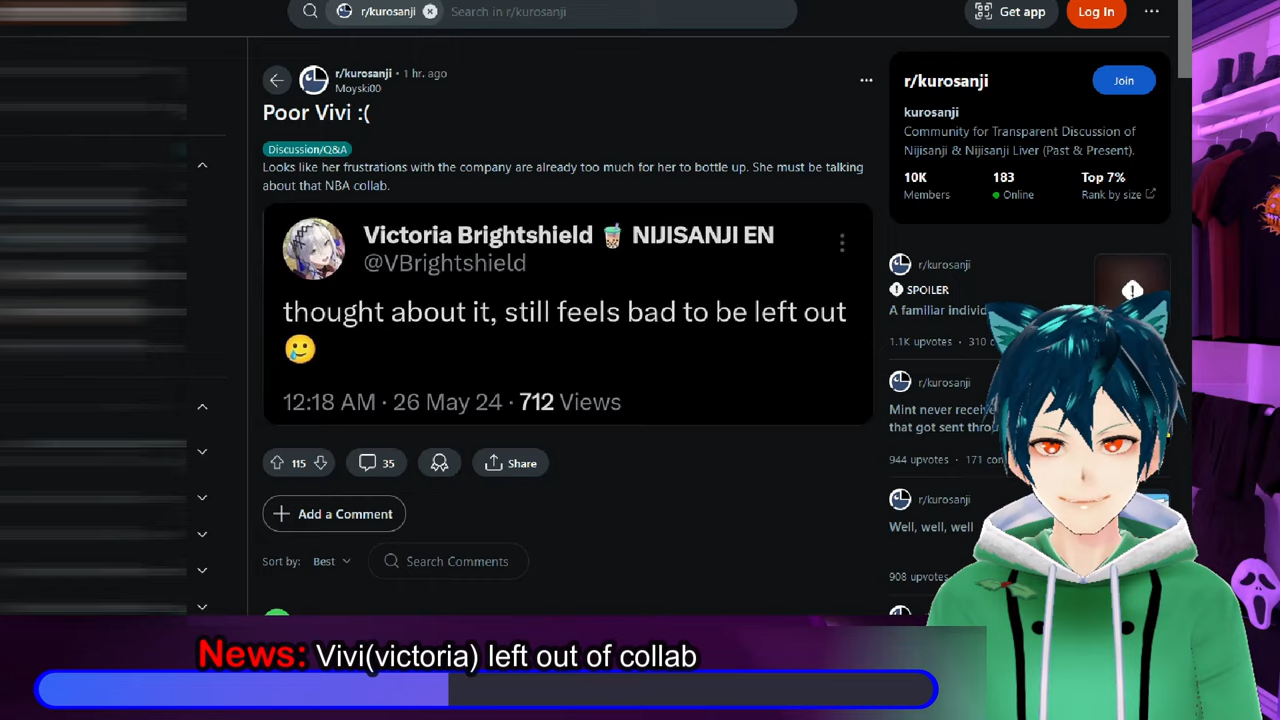 r/kurosanji
Search in r/kurosanji
Get app
Log In
r/kurosanji • 1 hr. ago
Moyski00
Poor Vivi :(
Discussion/Q&A
Looks like her frustrations with the company are already too much for her to bottle up. She must be talking
about that NBA collab.
Victoria Brightshield 🧋 NIJISANJI EN
@VBrightshield
thought about it, still feels bad to be left out
🥲
12:18 AM · 26 May 24 · 712 Views
115
35
Share
Add a Comment
Sort by: Best
Search Comments
r/kurosanji
Join
kurosanji
Community for Transparent Discussion of
Nijisanji & Nijisanji Liver (Past & Present).
10K 183 Top 7%
Members Online Rank by size
r/kurosanji
SPOILER
A familiar
1.1K upvotes • 310
r/kurosanji
Mint never
that got sent
944 upvotes • 171
r/kurosanji
Well, well, well
908 upvotes
News: Vivi(victoria) left out of collab